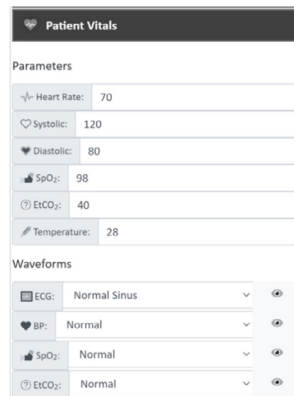 Patient Vitals
Parameters
Heart Rate: 70
Systolic: 120
Diastolic: 80
SpO₂: 98
EtCO₂: 40
Temperature: 28
Waveforms
ECG: Normal Sinus
BP: Normal
SpO₂: Normal
EtCO₂: Normal